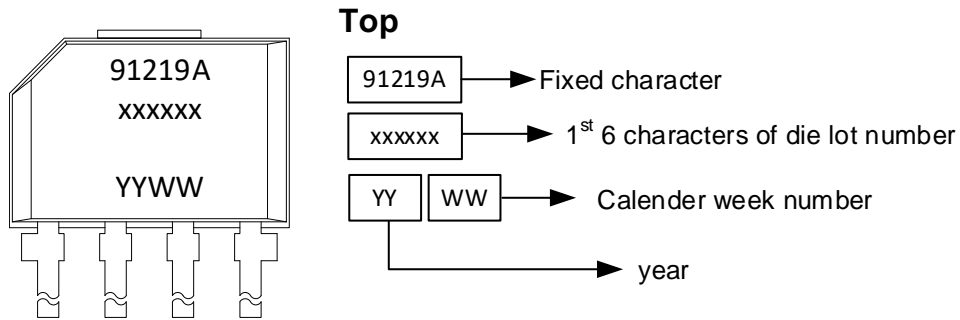 91219A
xxxxxx
YYWW
Top
91219A Fixed character
xxxxxx 1st 6 characters of die lot number
YY WW Calender week number
year